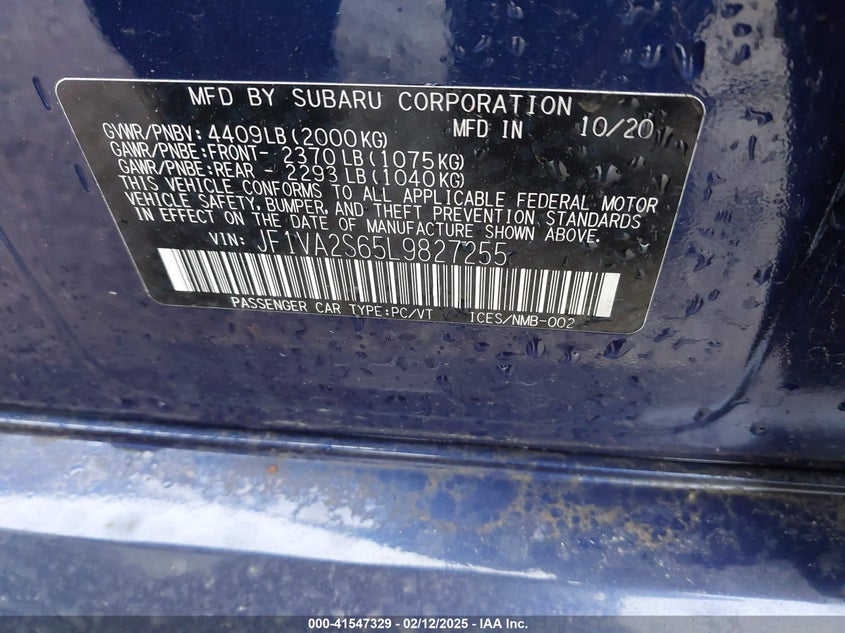 MFD BY SUBARU CORPORATION
GVWR/PNBV: 4409LB(2000KG) MFD IN 10/20
GAWR/PNBE:FRONT- 2370LB(1075KG)
GAWR/PNBE:REAR - 2293LB(1040KG)
THIS VEHICLE CONFORMS TO ALL APPLICABLE FEDERAL MOTOR
VEHICLE SAFETY, BUMPER, AND THEFT PREVENTION STANDARDS
IN EFFECT ON THE DATE OF MANUFACTURE SHOWN ABOVE.
VIN: JF1VA2S65L9827255
PASSENGER CAR TYPE:PC/VT ICES/NMB-002
000-41547329 - 02/12/2025 - IAA Inc.